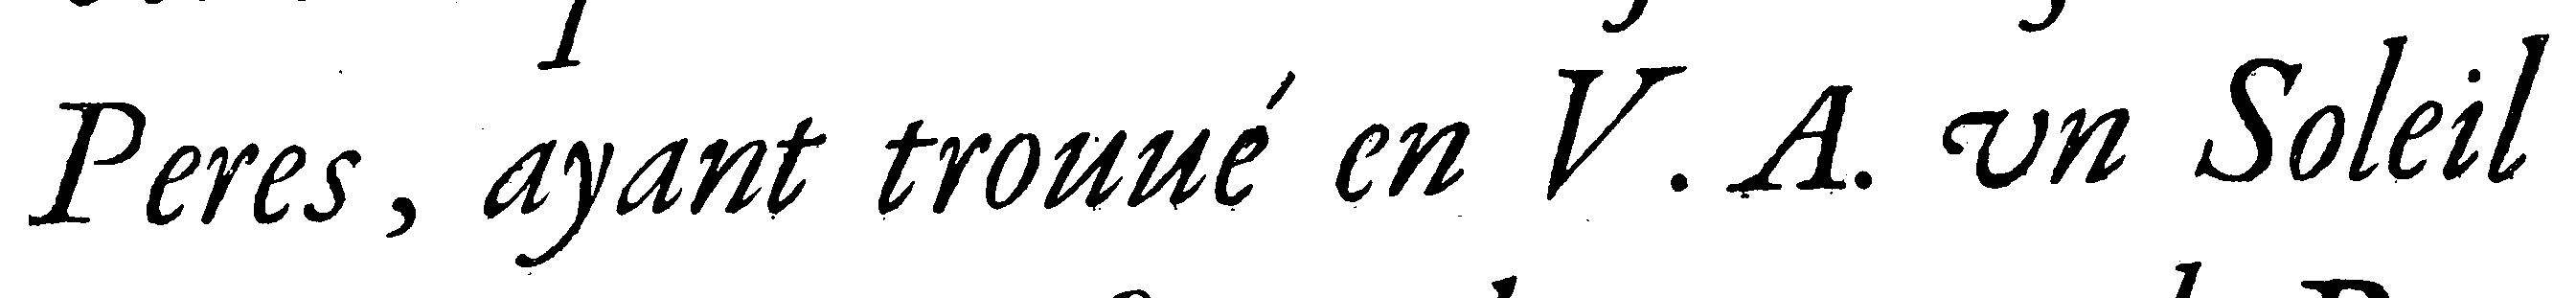 Peres, ayant trouué en V. A. vn Soleil